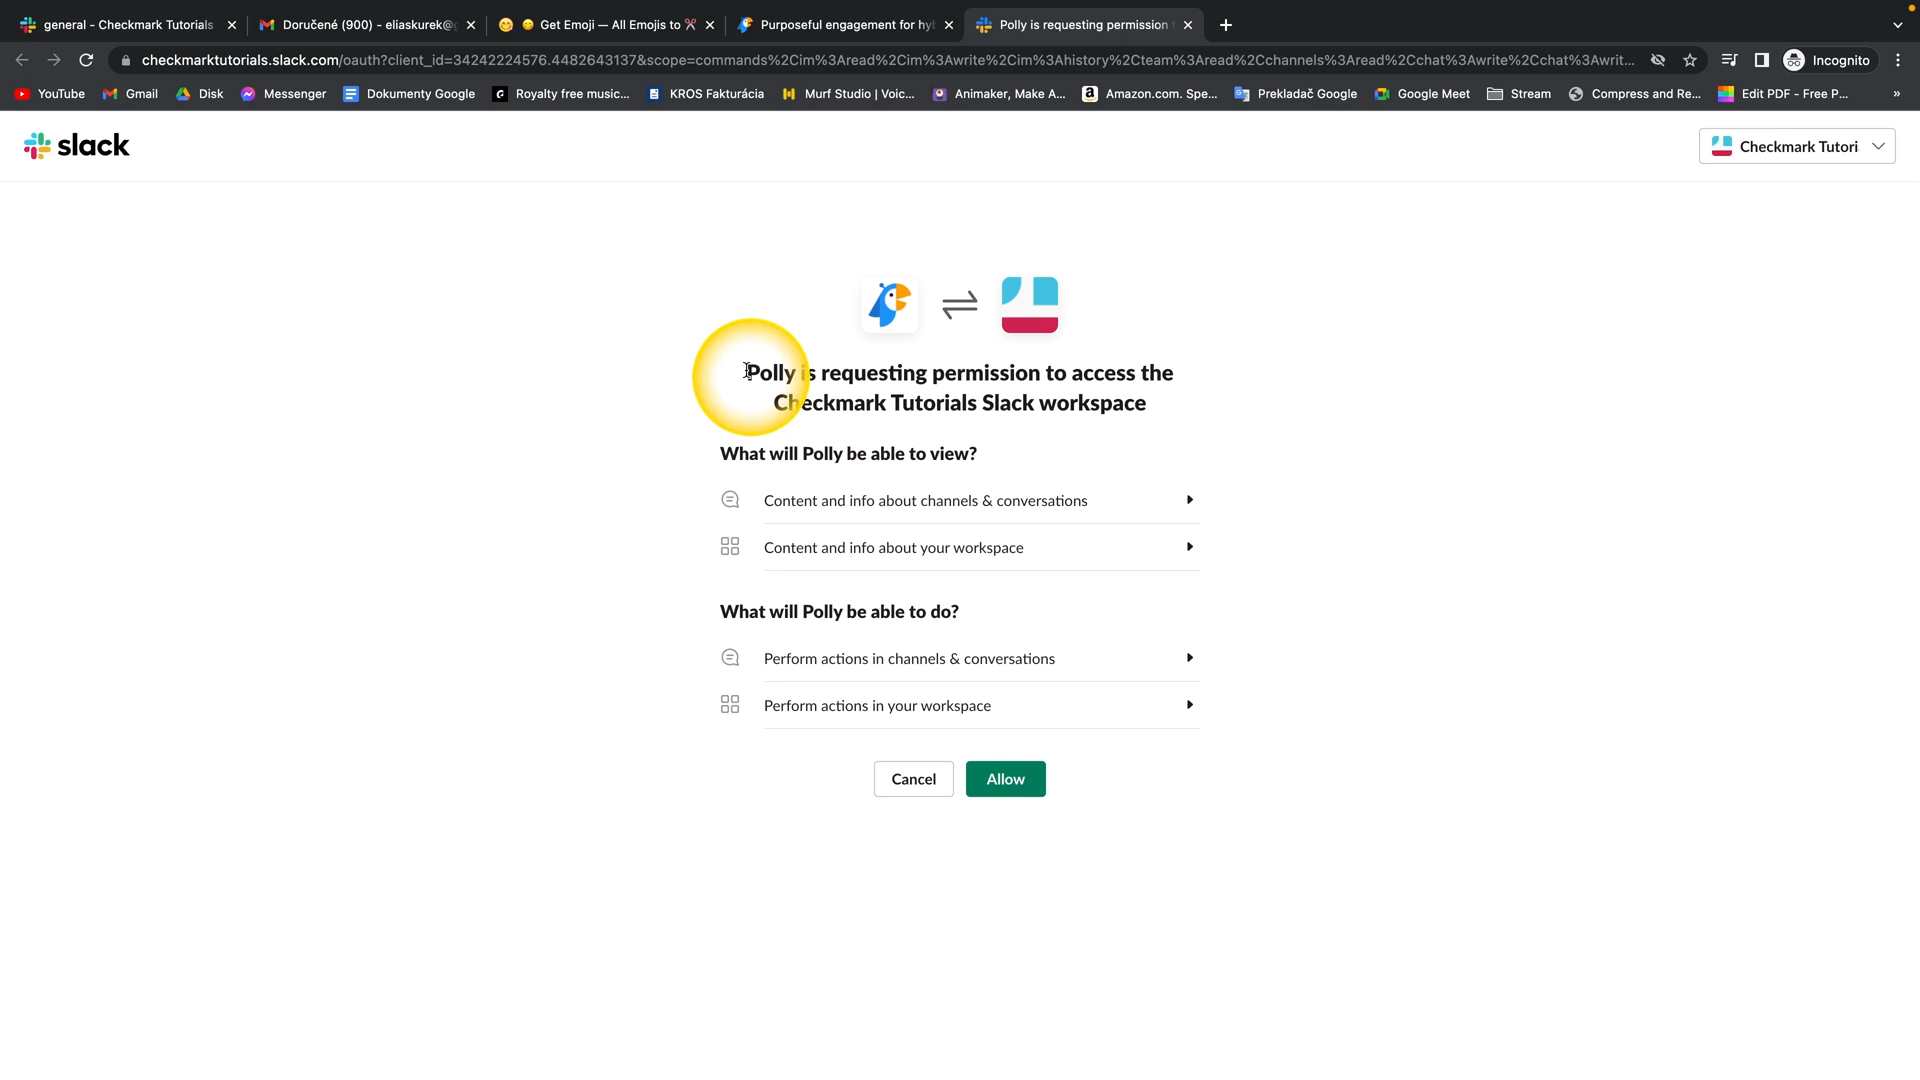 general - Checkmark Tutorials
Doručené (900) - eliaskurek@g
Get Emoji — All Emojis to ✂️
Purposeful engagement for hyb
Polly is requesting permission
checkmarktutorials.slack.com/oauth?client_id=34242224576.4482643137&scope=commands%2Cim%3Aread%2Cim%3Awrite%2Cim%3Ahistory%2Cteam%3Aread%2Cchannels%3Aread%2Cchat%3Awrite%2Cchat%3Awrit...
Incognito
YouTube
Gmail
Disk
Messenger
Dokumenty Google
Royalty free music...
KROS Fakturácia
Murf Studio | Voic...
Animaker, Make A...
Amazon.com. Spe...
Prekladač Google
Google Meet
Stream
Compress and Re...
Edit PDF - Free P...
slack
Checkmark Tutori
Polly is requesting permission to access the
Checkmark Tutorials Slack workspace
What will Polly be able to view?
Content and info about channels & conversations
Content and info about your workspace
What will Polly be able to do?
Perform actions in channels & conversations
Perform actions in your workspace
Cancel
Allow